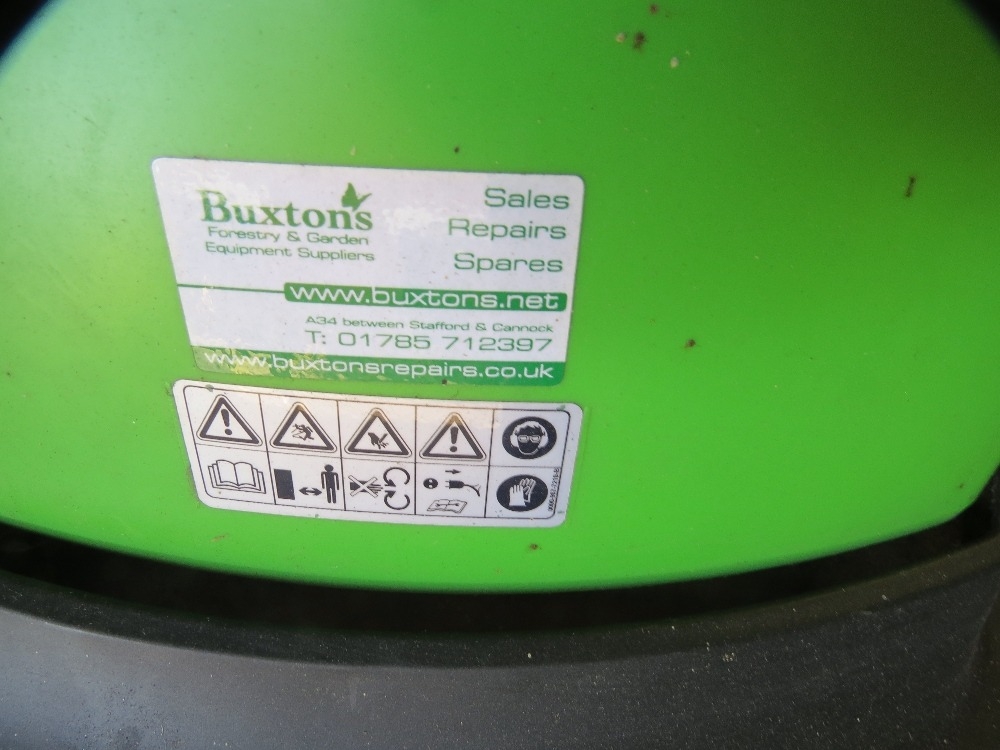 Buxton's
Forestry & Garden
Equipment Suppliers
Sales
Repairs
Spares
www.buxtons.net
A34 between Stafford & Cannock
T: 01785 712397
www.buxtonsrepairs.co.uk